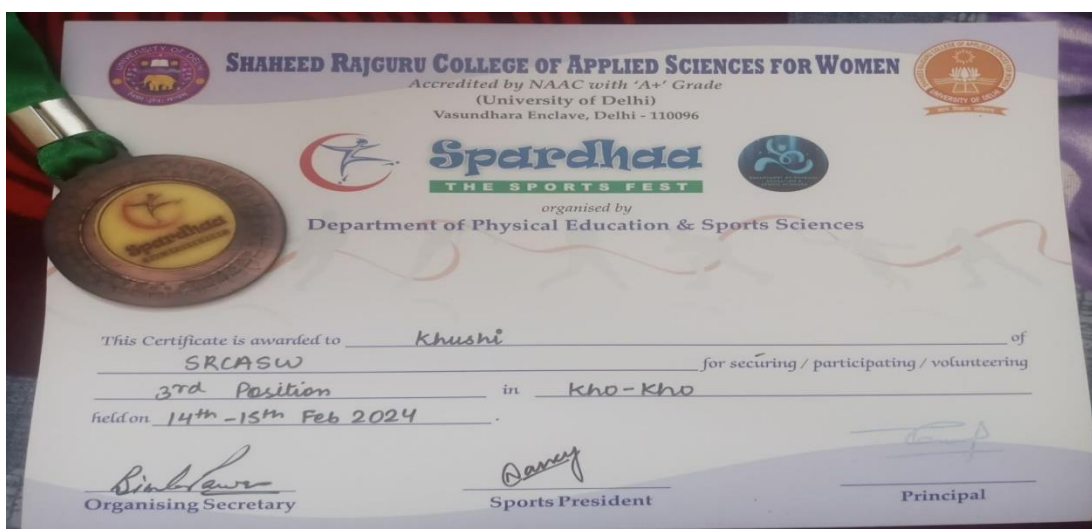 SHAHEED RAJGURU COLLEGE OF APPLIED SCIENCES FOR WOMEN
Accredited by NAAC with 'A+' Grade
(University of Delhi)
Vasundhara Enclave, Delhi - 110096
Spardhaa
THE SPORTS FEST
organised by
Department of Physical Education & Sports Sciences
Spardhaa
This Certificate is awarded to Khushi of
SRCASW for securing / participating / volunteering
3rd Position in Kho-Kho
held on 14th-15th Feb 2024.
Organising Secretary
Sports President
Principal